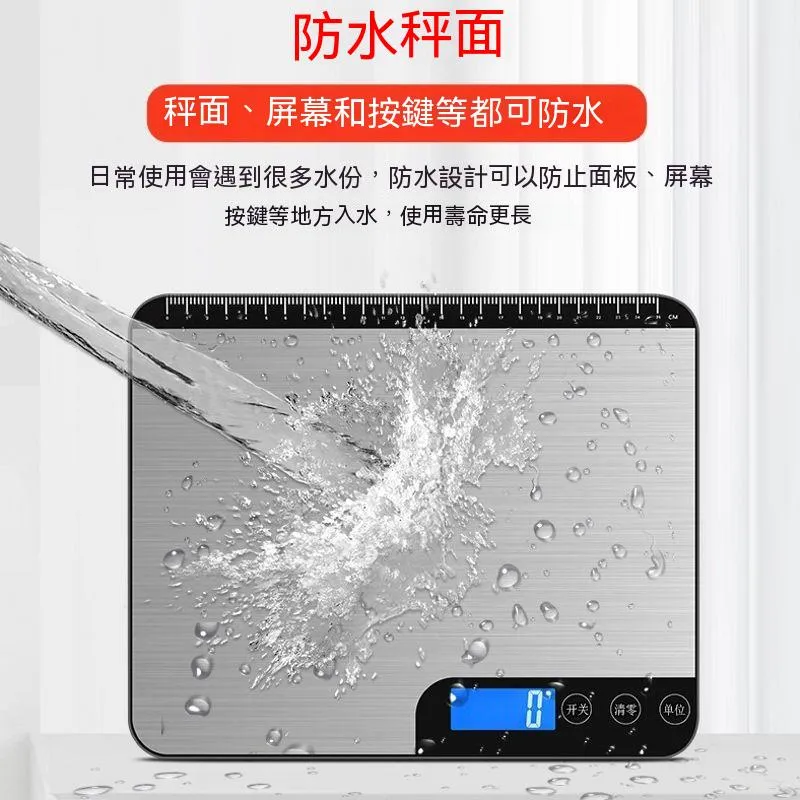 防水秤面
秤面、屏幕和按鍵等都可防水
日常使用會遇到很多水份，防水設計可以防止面板、屏幕
按鍵等地方入水，使用壽命更長
CM
0
开关
清零
单位